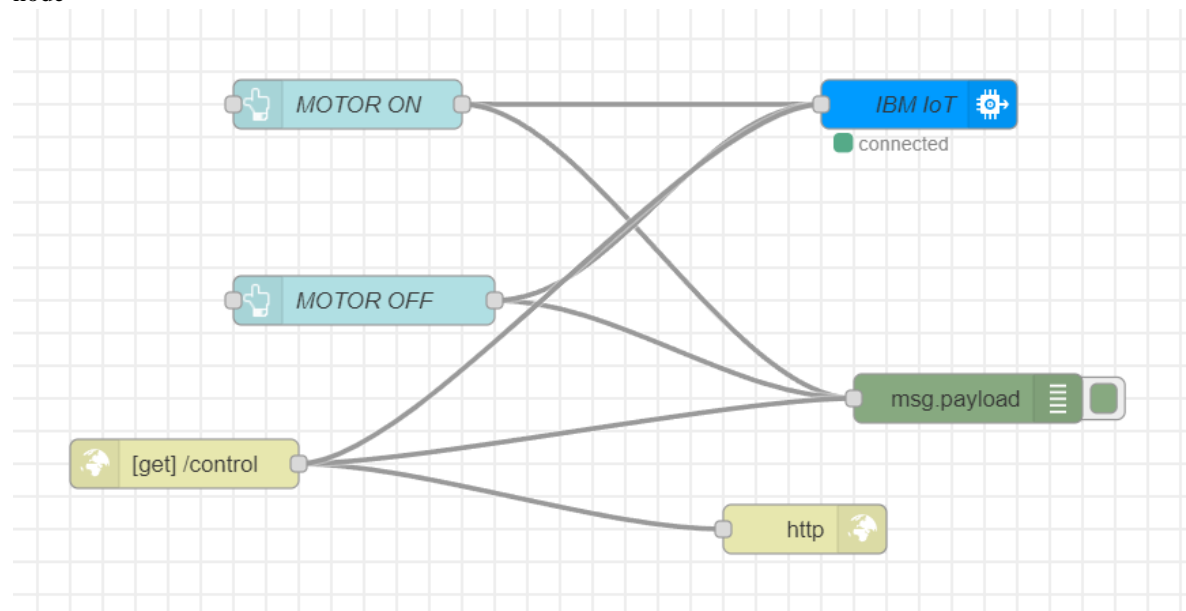 MOTOR ON
IBM IoT
connected
MOTOR OFF
msg.payload
[get] /control
http